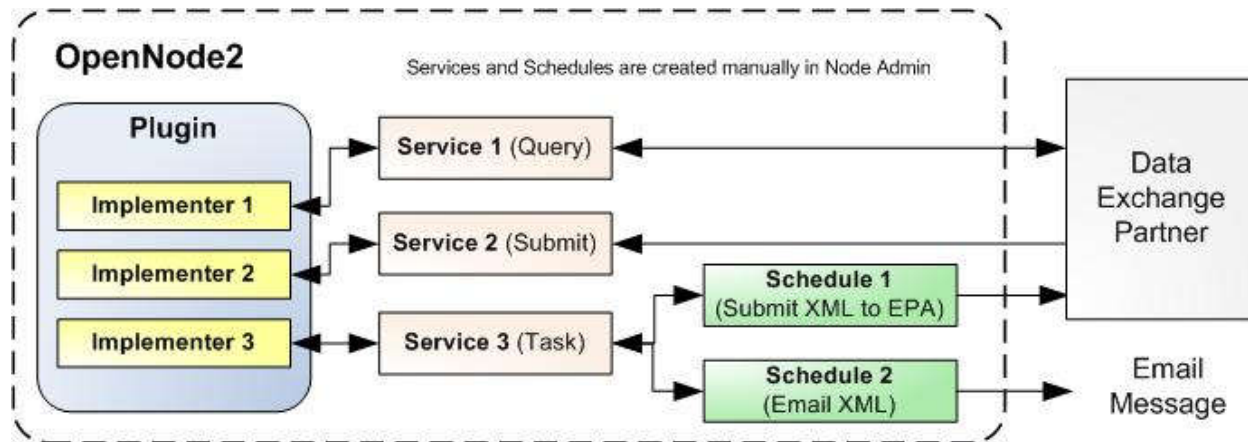 OpenNode2
Services and Schedules are created manually in Node Admin
Plugin
Implementer 1
Implementer 2
Implementer 3
Service 1 (Query)
Service 2 (Submit)
Service 3 (Task)
Schedule 1
(Submit XML to EPA)
Schedule 2
(Email XML)
Data
Exchange
Partner
Email
Message